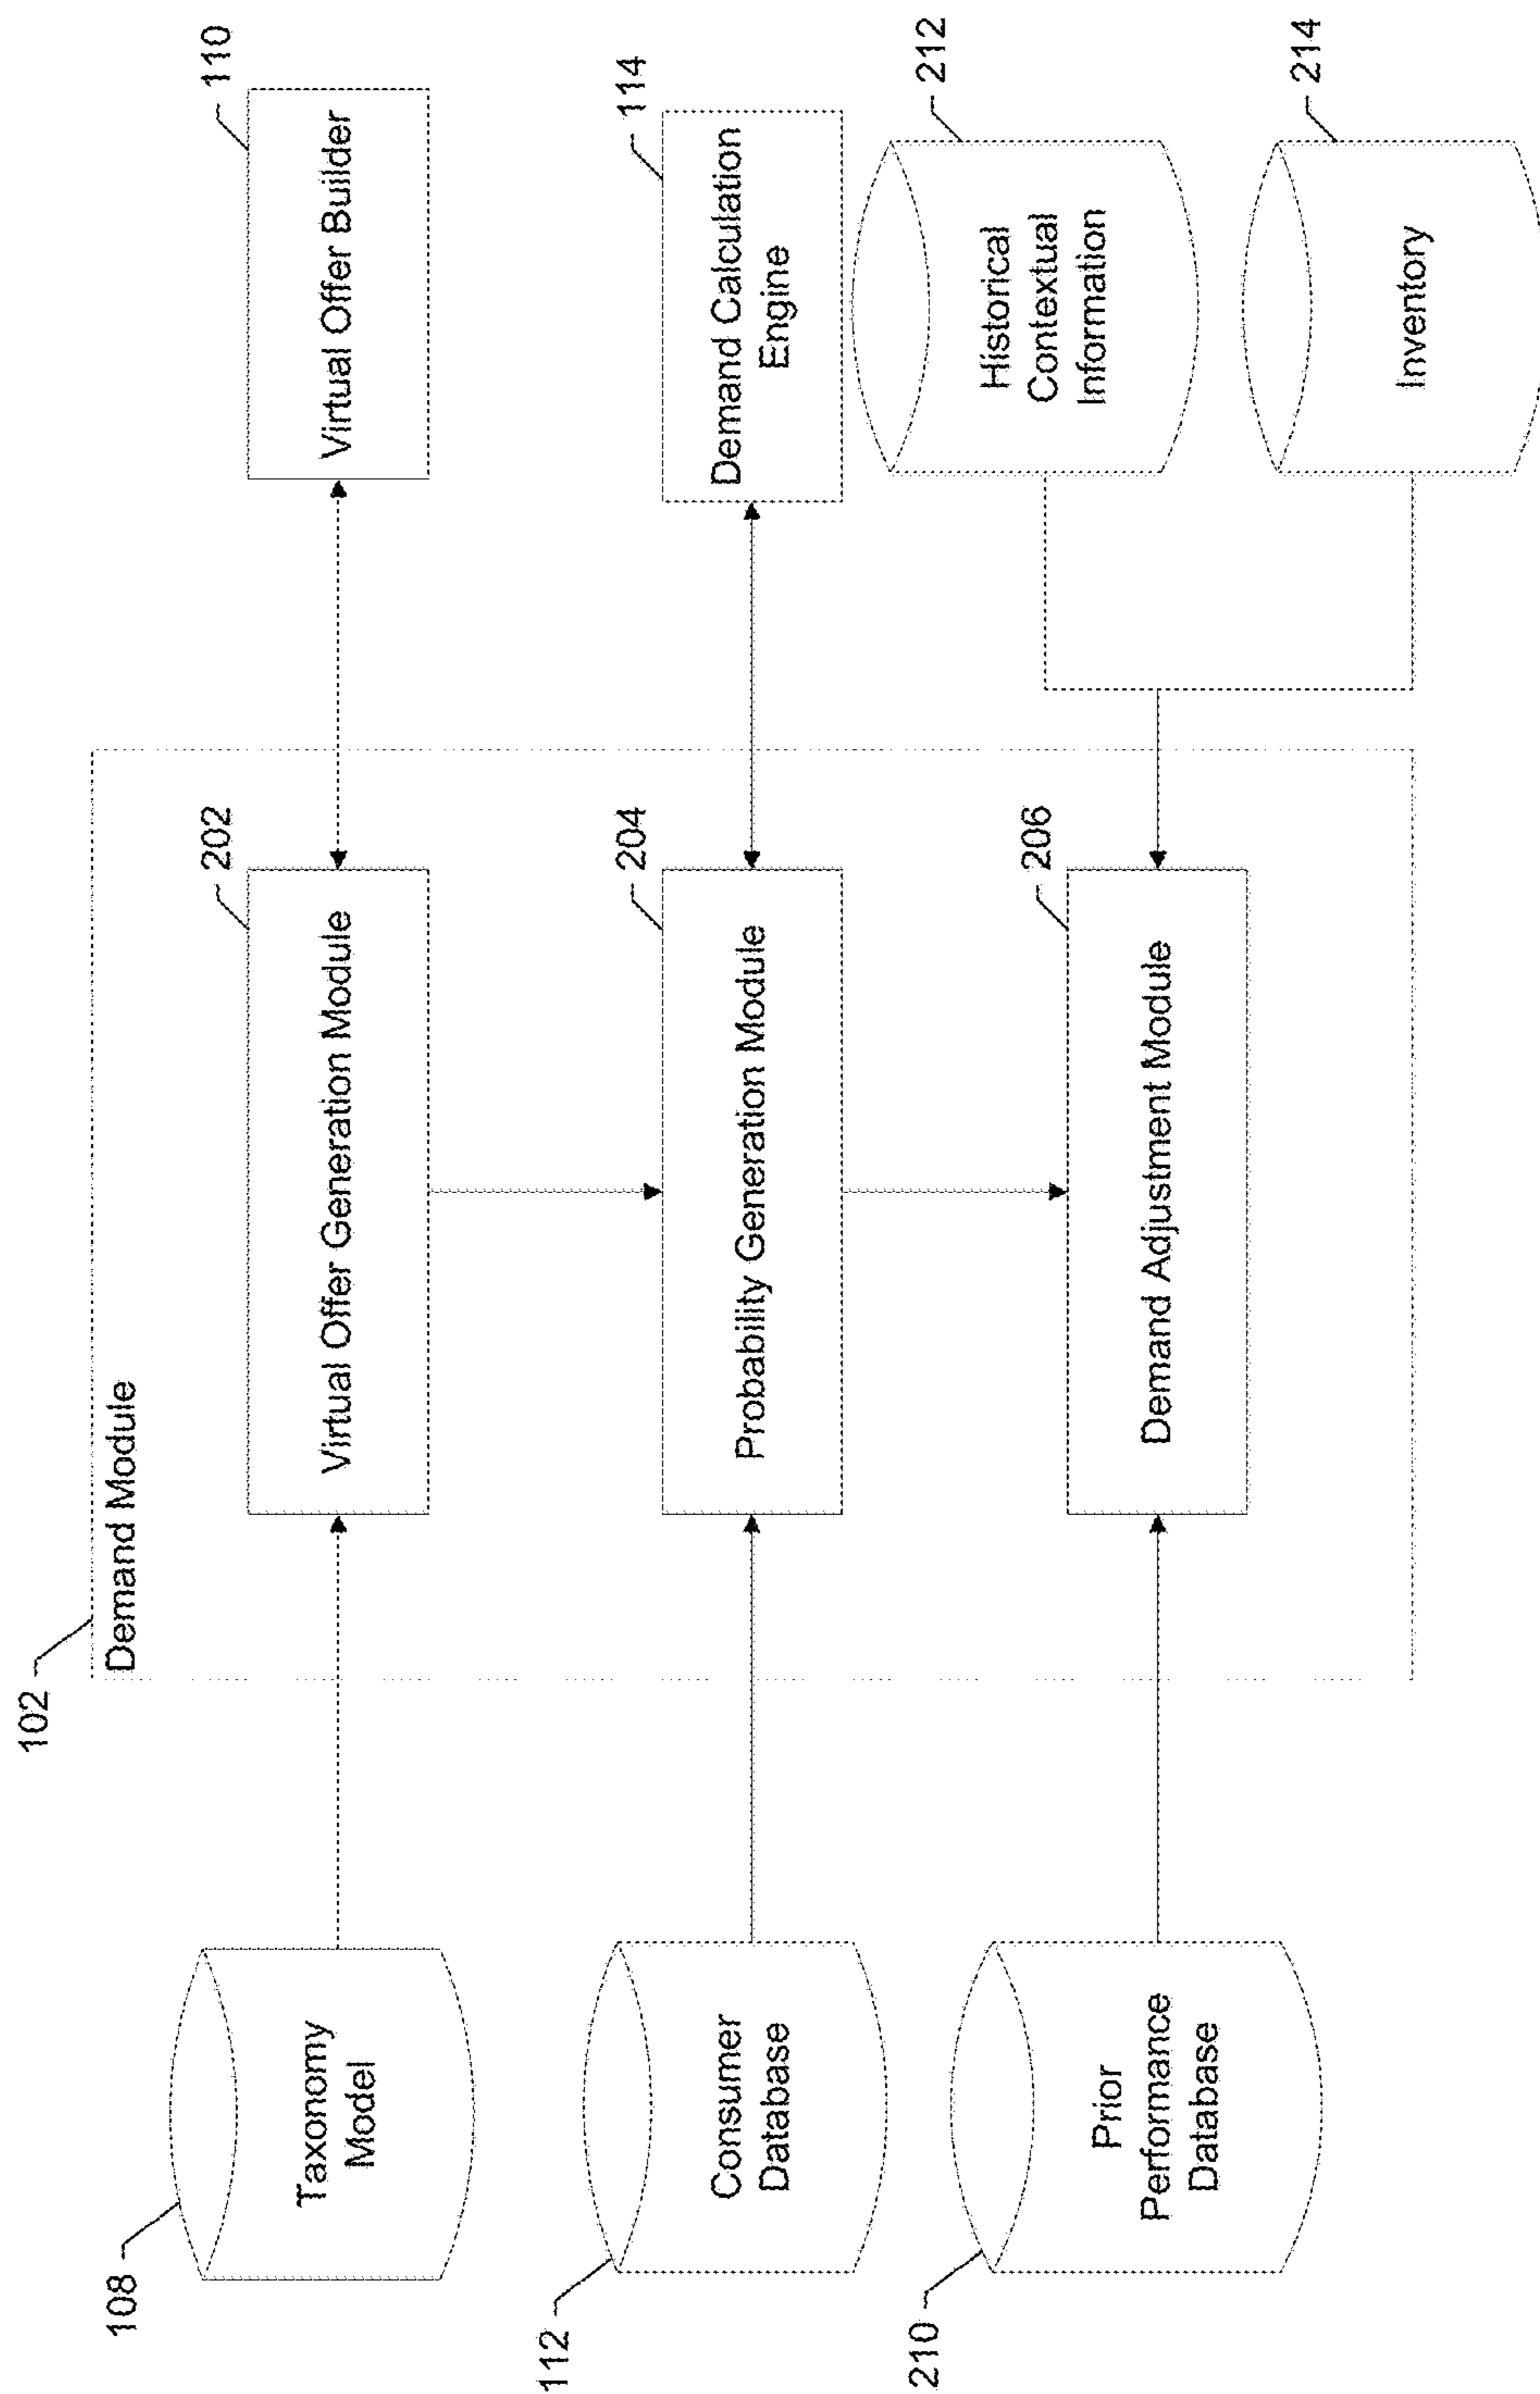 102
Demand Module
108
Taxonomy
Model
202
Virtual Offer Generation Module
110
Virtual Offer Builder
112
Consumer
Database
204
Probability Generation Module
114
Demand Calculation
Engine
210
Prior
Performance
Database
206
Demand Adjustment Module
212
Historical
Contextual
Information
214
Inventory